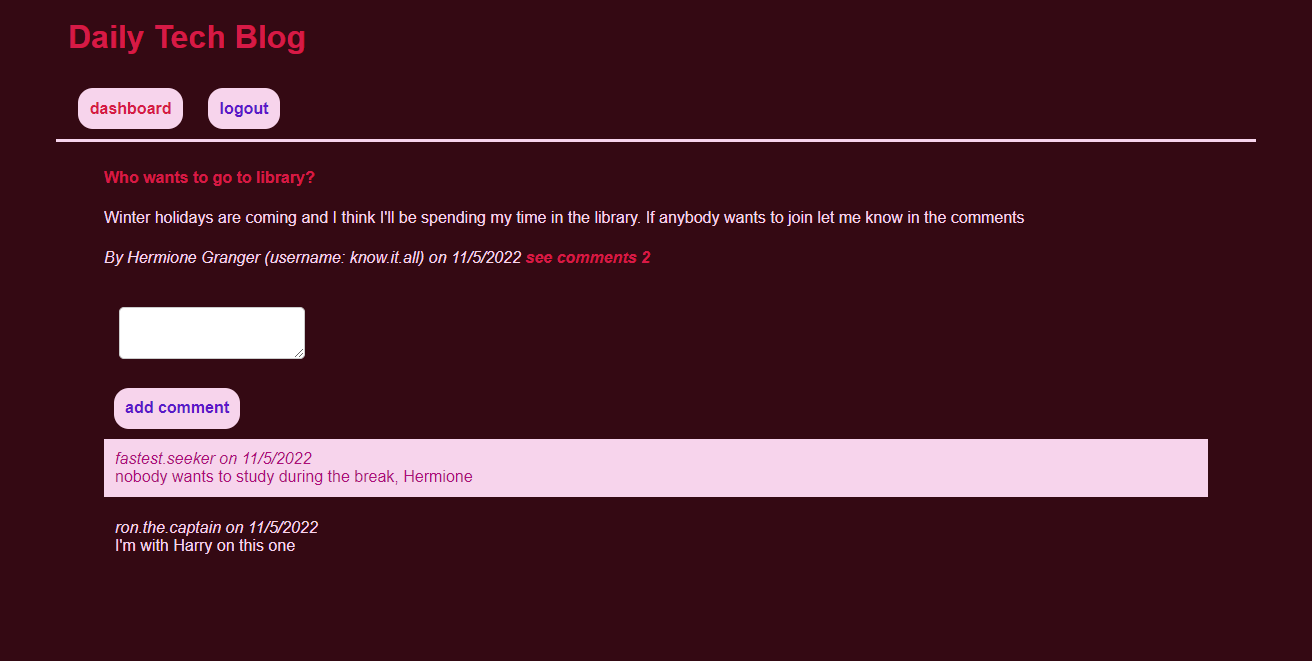 Daily Tech Blog
dashboard logout
Who wants to go to library?
Winter holidays are coming and I think I'll be spending my time in the library. If anybody wants to join let me know in the comments
By Hermione Granger (username: know.it.all) on 11/5/2022 see comments 2
add comment
fastest.seeker on 11/5/2022
nobody wants to study during the break, Hermione
ron.the.captain on 11/5/2022
I'm with Harry on this one